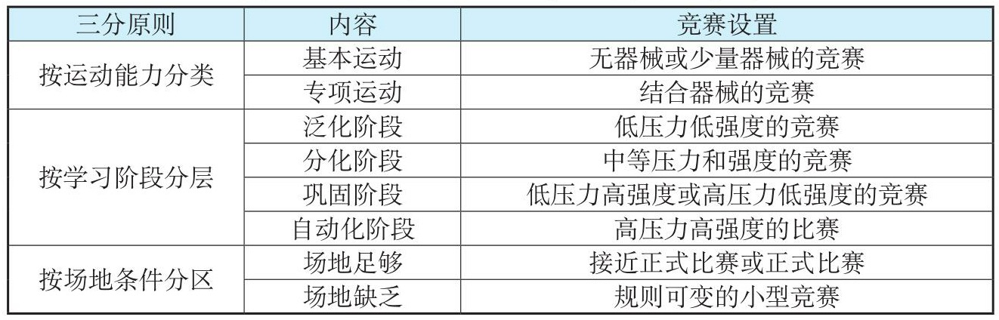 三分原则 内容 竞赛设置
按运动能力分类 基本运动 无器械或少量器械的竞赛
专项运动 结合器械的竞赛
按学习阶段分层 泛化阶段 低压力低强度的竞赛
分化阶段 中等压力和强度的竞赛
巩固阶段 低压力高强度或高压力低强度的竞赛
自动化阶段 高压力高强度的比赛
按场地条件分区 场地足够 接近正式比赛或正式比赛
场地缺乏 规则可变的小型竞赛